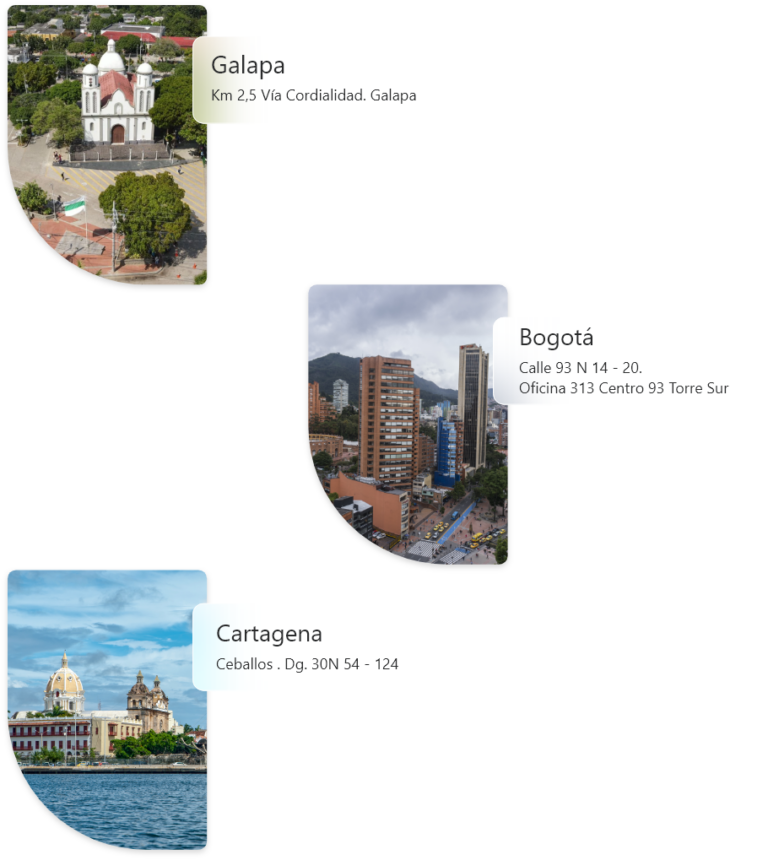 Galapa
Km 2,5 Vía Cordialidad. Galapa
Bogotá
Calle 93 N 14 - 20.
Oficina 313 Centro 93 Torre Sur
Cartagena
Ceballos . Dg. 30N 54 - 124